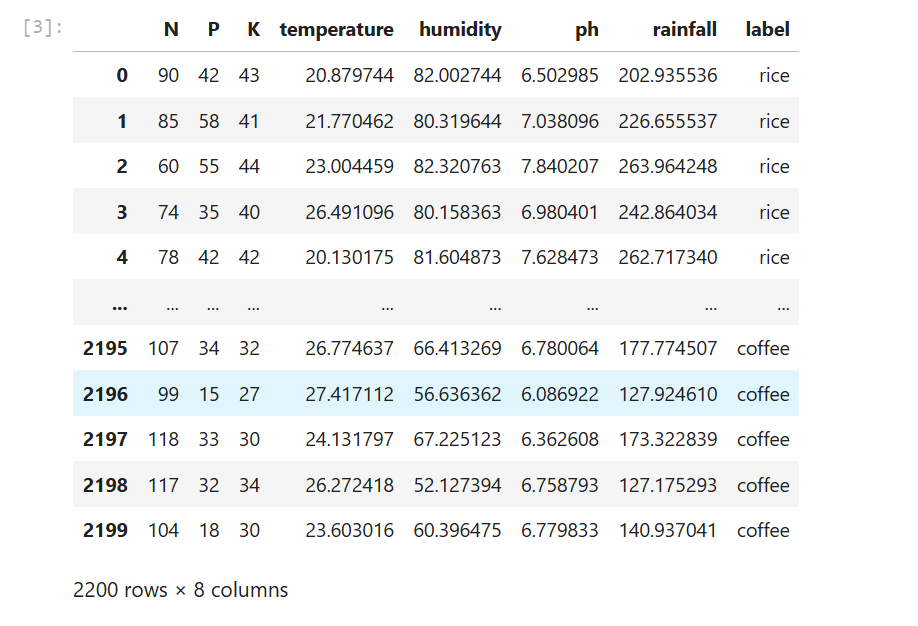 [3]:
N P K temperature humidity ph rainfall label
0 90 42 43 20.879744 82.002744 6.502985 202.935536 rice
1 85 58 41 21.770462 80.319644 7.038096 226.655537 rice
2 60 55 44 23.004459 82.320763 7.840207 263.964248 rice
3 74 35 40 26.491096 80.158363 6.980401 242.864034 rice
4 78 42 42 20.130175 81.604873 7.628473 262.717340 rice
... ... ... ... ... ... ... ... ...
2195 107 34 32 26.774637 66.413269 6.780064 177.774507 coffee
2196 99 15 27 27.417112 56.636362 6.086922 127.924610 coffee
2197 118 33 30 24.131797 67.225123 6.362608 173.322839 coffee
2198 117 32 34 26.272418 52.127394 6.758793 127.175293 coffee
2199 104 18 30 23.603016 60.396475 6.779833 140.937041 coffee
2200 rows × 8 columns